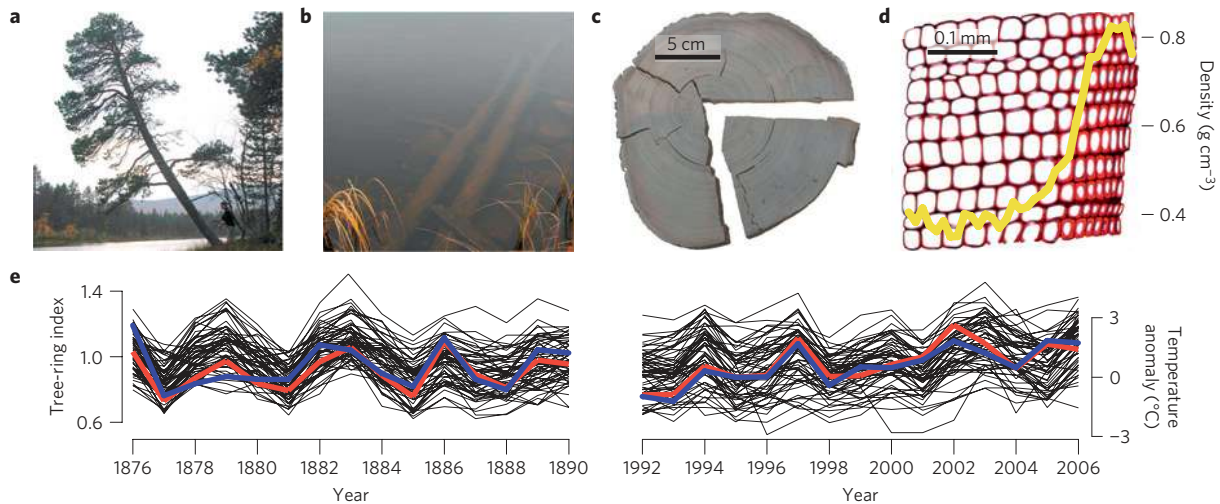 a
b
c
d
5 cm
0.1 mm
0.8
0.6
0.4
Density (g cm⁻³)
e
1.4
1.0
0.6
Tree-ring index
3
0
−3
Temperature
anomaly (°C)
1876 1878 1880 1882 1884 1886 1888 1890
1992 1994 1996 1998 2000 2002 2004 2006
Year
Year